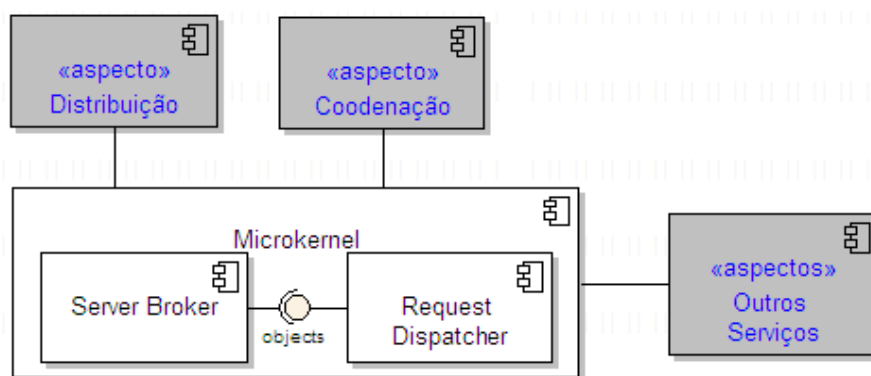 «aspecto»
Distribuição
«aspecto»
Coodenação
Microkernel
Server Broker
objects
Request
Dispatcher
«aspectos»
Outros
Serviços